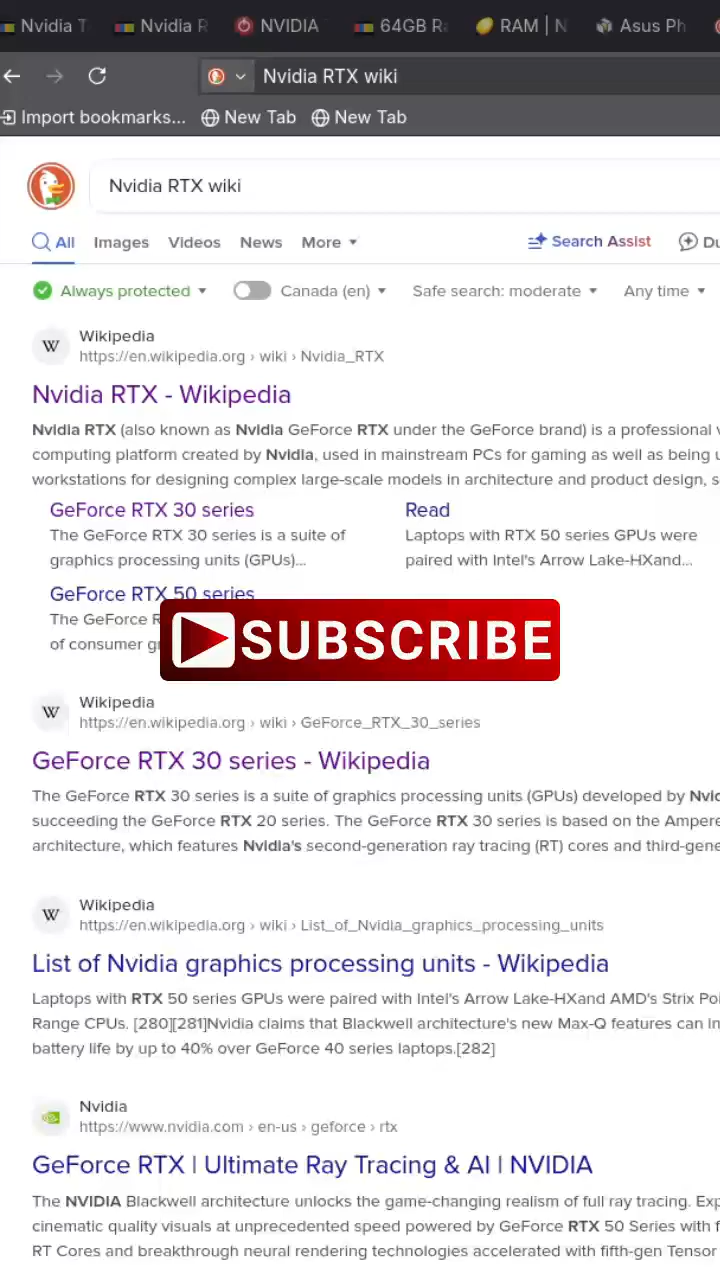 Nvidia T Nvidia R NVIDIA 64GB Ra RAM | N Asus Ph
Nvidia RTX wiki
Import bookmarks... New Tab New Tab
Nvidia RTX wiki
All Images Videos News More Search Assist Du
Always protected Canada (en) Safe search: moderate Any time
W Wikipedia
https://en.wikipedia.org › wiki › Nvidia_RTX
Nvidia RTX - Wikipedia
Nvidia RTX (also known as Nvidia GeForce RTX under the GeForce brand) is a professional v
computing platform created by Nvidia, used in mainstream PCs for gaming as well as being u
workstations for designing complex large-scale models in architecture and product design, s
GeForce RTX 30 series
The GeForce RTX 30 series is a suite of
graphics processing units (GPUs)...
Read
Laptops with RTX 50 series GPUs were
paired with Intel's Arrow Lake-HXand...
GeForce RTX 50 series
The GeForce R
of consumer gr
SUBSCRIBE
W Wikipedia
https://en.wikipedia.org › wiki › GeForce_RTX_30_series
GeForce RTX 30 series - Wikipedia
The GeForce RTX 30 series is a suite of graphics processing units (GPUs) developed by Nvid
succeeding the GeForce RTX 20 series. The GeForce RTX 30 series is based on the Ampere
architecture, which features Nvidia's second-generation ray tracing (RT) cores and third-gene
W Wikipedia
https://en.wikipedia.org › wiki › List_of_Nvidia_graphics_processing_units
List of Nvidia graphics processing units - Wikipedia
Laptops with RTX 50 series GPUs were paired with Intel's Arrow Lake-HXand AMD's Strix Poi
Range CPUs. [280][281]Nvidia claims that Blackwell architecture's new Max-Q features can in
battery life by up to 40% over GeForce 40 series laptops.[282]
Nvidia
https://www.nvidia.com › en-us › geforce › rtx
GeForce RTX | Ultimate Ray Tracing & AI | NVIDIA
The NVIDIA Blackwell architecture unlocks the game-changing realism of full ray tracing. Exp
cinematic quality visuals at unprecedented speed powered by GeForce RTX 50 Series with f
RT Cores and breakthrough neural rendering technologies accelerated with fifth-gen Tensor